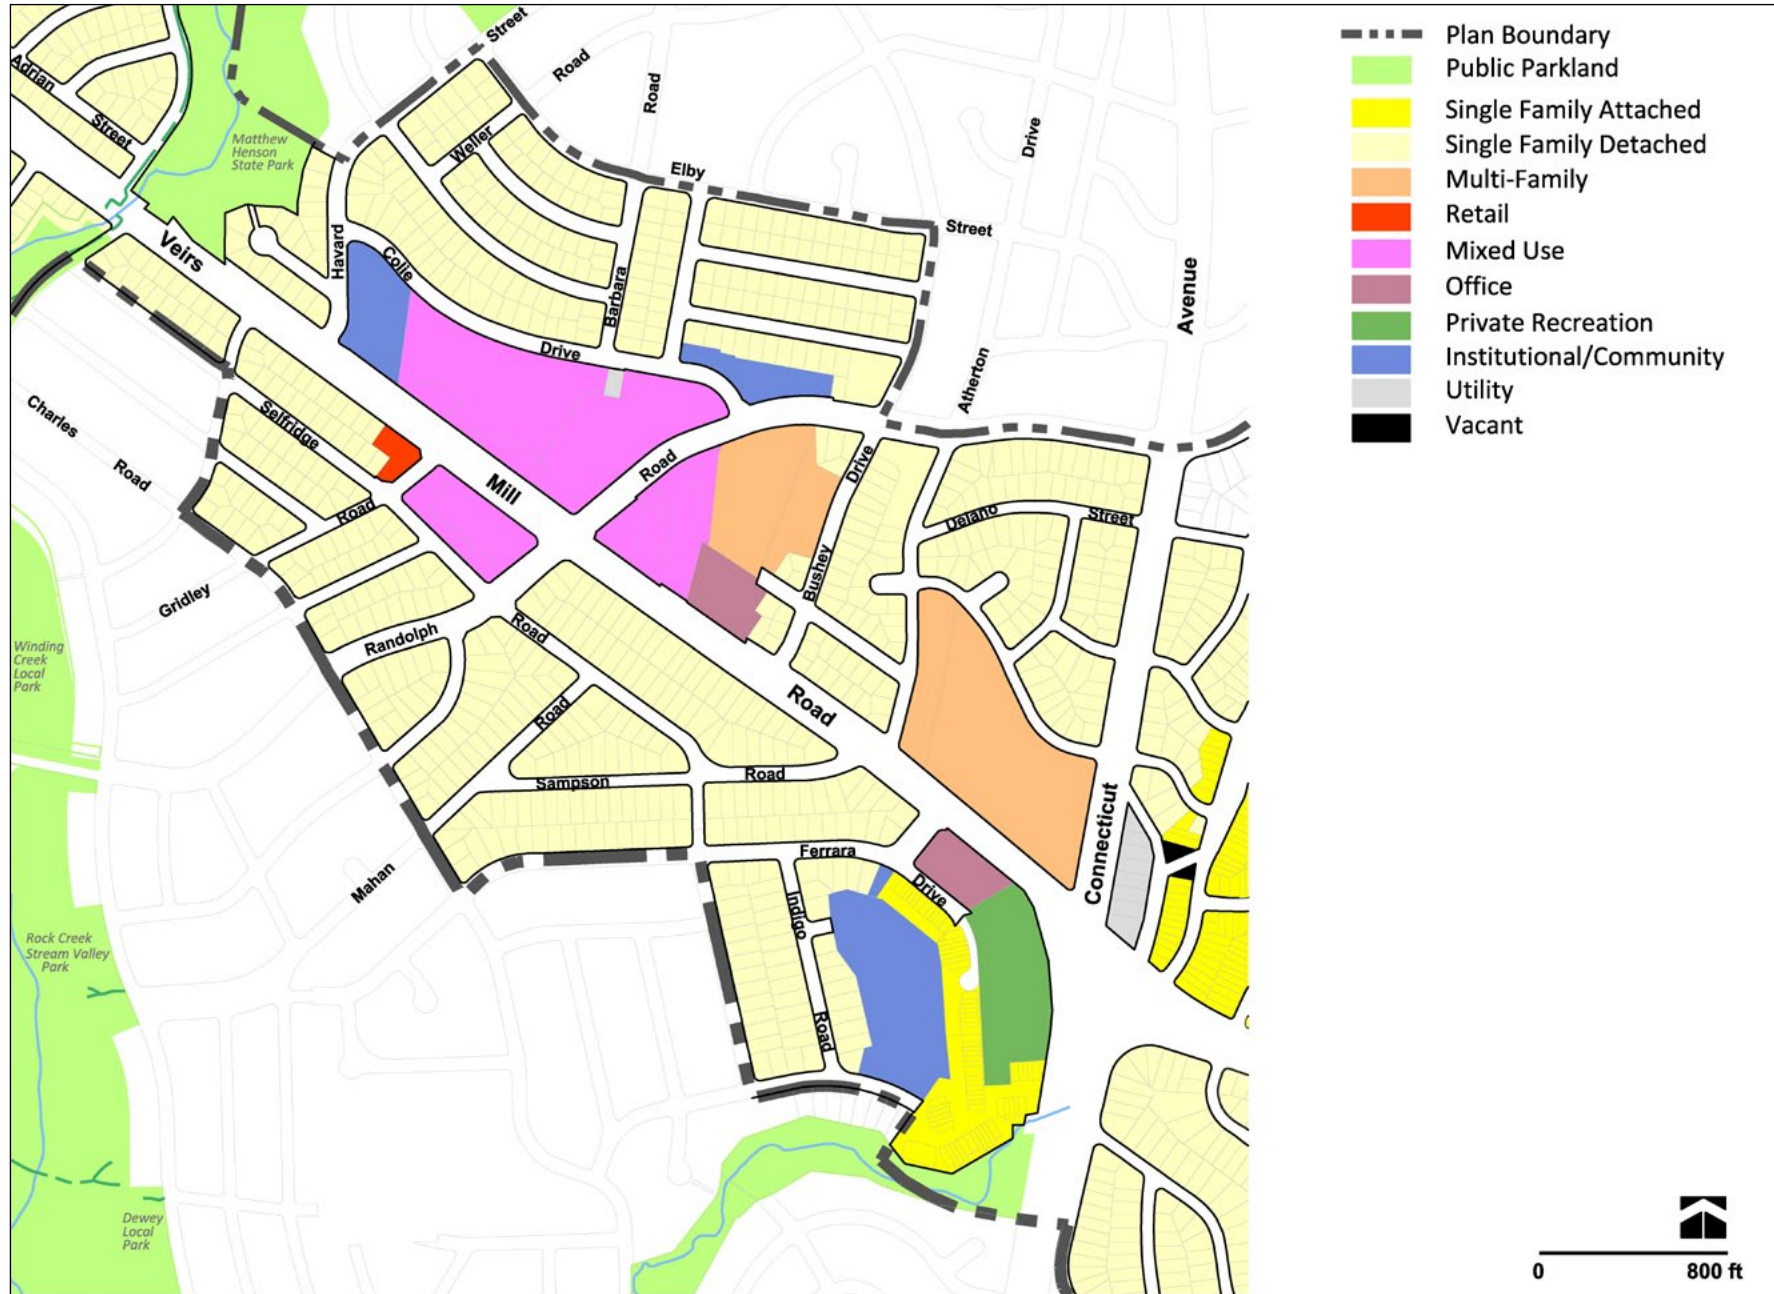 Street
Road
Road
Adrian
Street
Weller
Matthew
Henson
State Park
Drive
Elby
Street
Veirs
Havard
Colle
Barbara
Avenue
Drive
Atherton
Charles
Road
Selfridge
Mill
Road
Drive
Road
Delano
Street
Bushey
Gridley
Randolph
Road
Winding
Creek
Local
Park
Road
Road
Sampson
Road
Connecticut
Mahan
Ferrara
Drive
Indigo
Road
Rock Creek
Stream Valley
Park
Dewey
Local
Park
Plan Boundary
Public Parkland
Single Family Attached
Single Family Detached
Multi-Family
Retail
Mixed Use
Office
Private Recreation
Institutional/Community
Utility
Vacant
0 800 ft